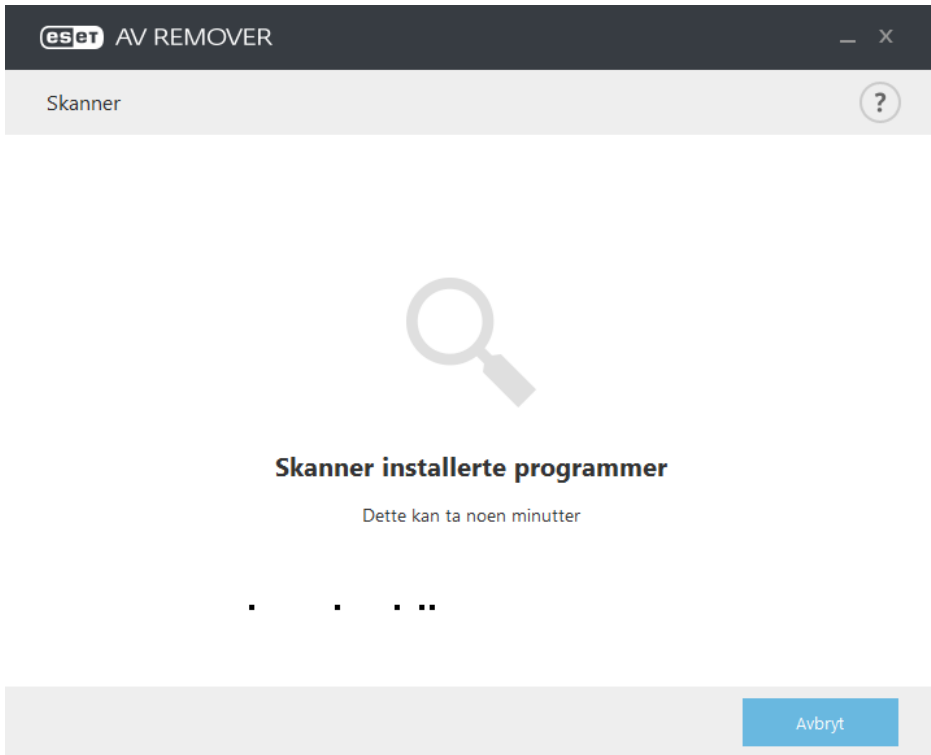 eset AV REMOVER
Skanner
?
Skanner installerte programmer
Dette kan ta noen minutter
Avbryt